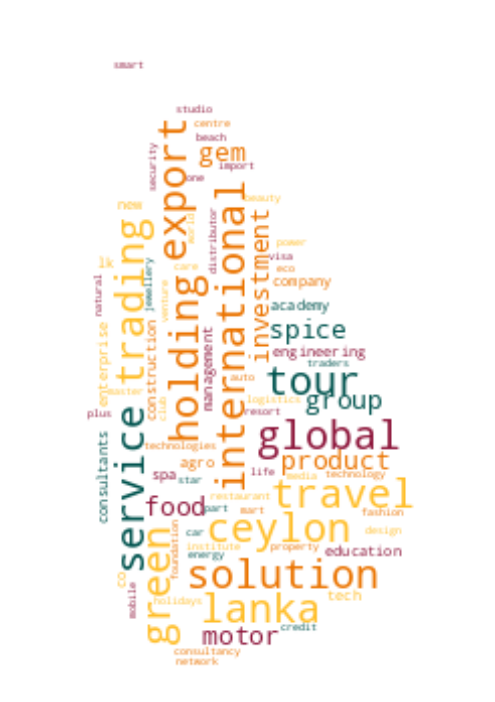 smart
studio
centre
beach
security
export
gem
import
one
international
beauty
new
trading
world
distributor
investment
power
visa
jewellery
care
eco
natural
holding
company
venture
academy
enterprise
construction
management
spice
engineering
traders
auto
tour
master
logistics
group
club
plus
resort
service
global
technologies
consultants
agro
product
spa
star
life
media
technology
travel
restaurant
food
part
mart
fashion
ceylon
green
car
design
foundation
institute
property
education
energy
co
solution
mobile
holidays
lanka
tech
motor
credit
consultancy
network